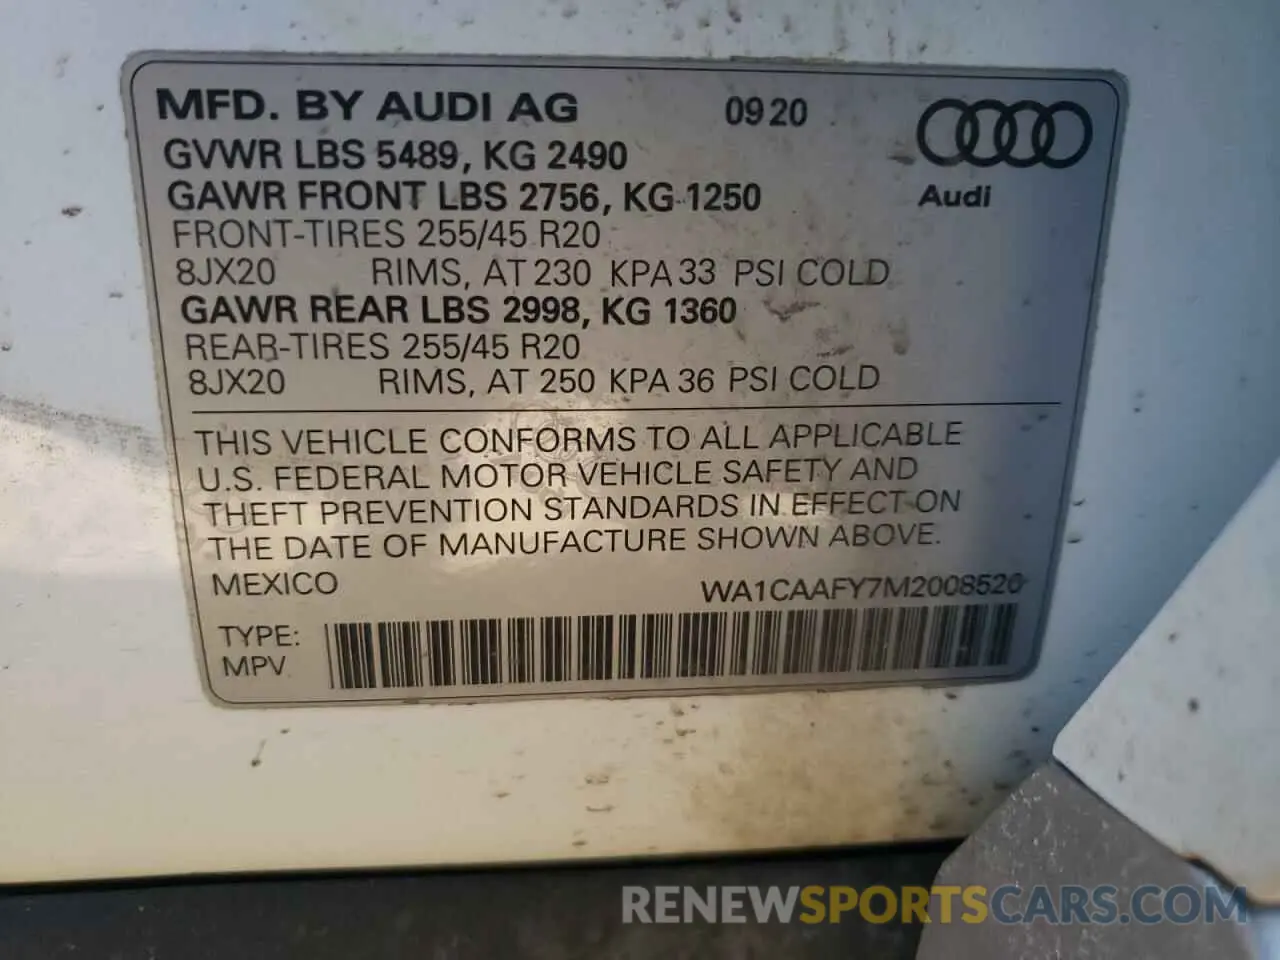 MFD. BY AUDI AG 09 20
GVWR LBS 5489, KG 2490
GAWR FRONT LBS 2756, KG 1250
Audi
FRONT-TIRES 255/45 R20
8JX20 RIMS, AT 230 KPA 33 PSI COLD
GAWR REAR LBS 2998, KG 1360
REAR-TIRES 255/45 R20
8JX20 RIMS, AT 250 KPA 36 PSI COLD
THIS VEHICLE CONFORMS TO ALL APPLICABLE
U.S. FEDERAL MOTOR VEHICLE SAFETY AND
THEFT PREVENTION STANDARDS IN EFFECT ON
THE DATE OF MANUFACTURE SHOWN ABOVE.
MEXICO WA1CAAFY7M2008520
TYPE:
MPV
RENEWSPORTSCARS.COM